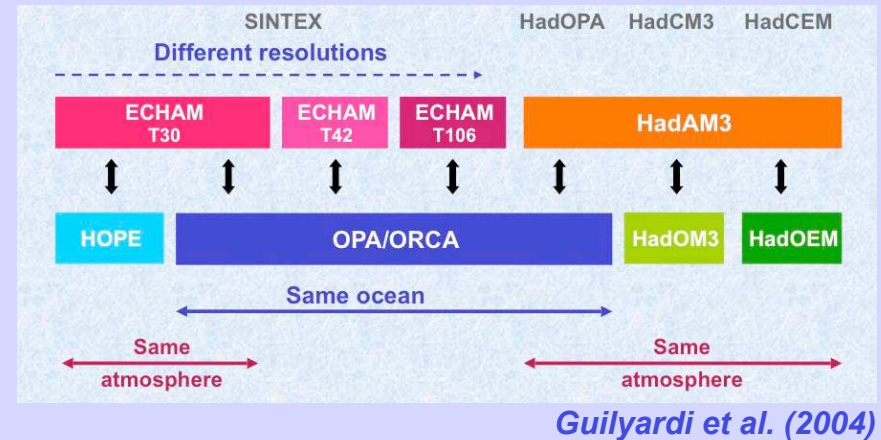 SINTEX HadOPA HadCM3 HadCEM
Different resolutions
ECHAM T30
ECHAM T42
ECHAM T106
HadAM3
HOPE
OPA/ORCA
HadOM3
HadOEM
Same ocean
Same atmosphere
Same atmosphere
Guilyardi et al. (2004)